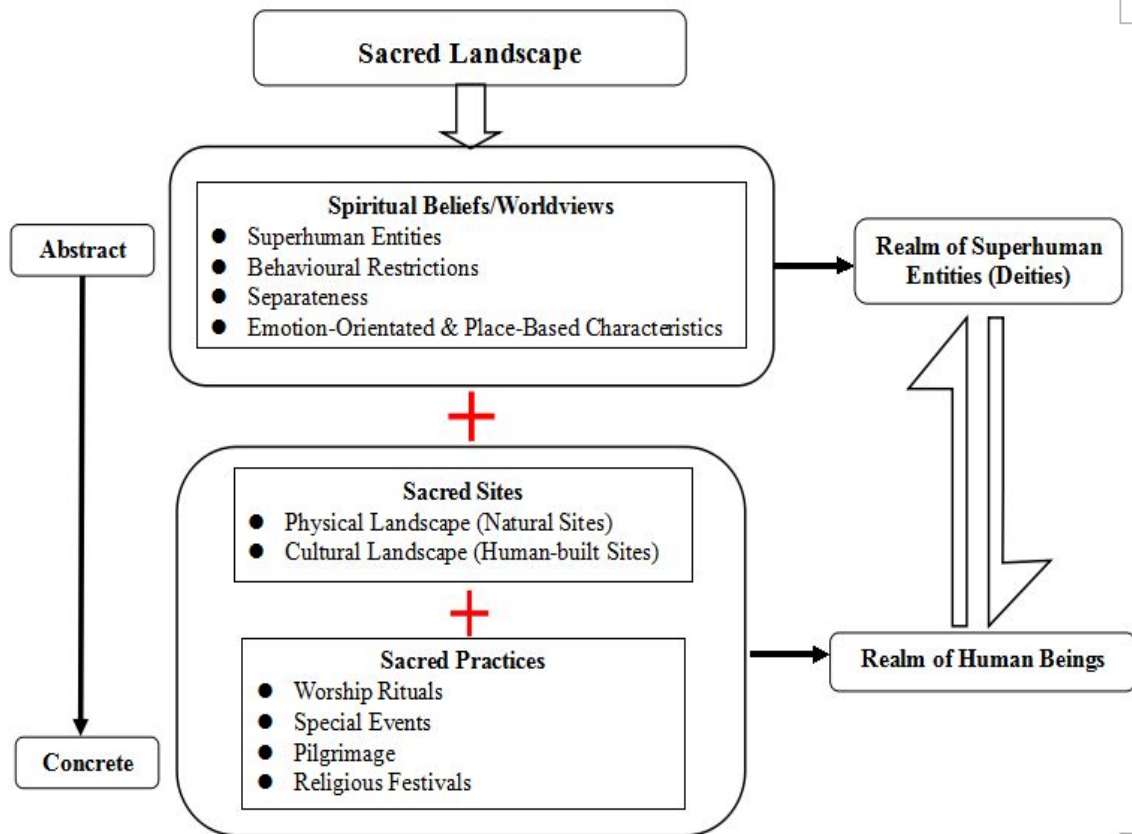 Sacred Landscape
Spiritual Beliefs/Worldviews
● Superhuman Entities
● Behavioural Restrictions
● Separateness
● Emotion-Orientated & Place-Based Characteristics
Abstract
Realm of Superhuman
Entities (Deities)
Sacred Sites
● Physical Landscape (Natural Sites)
● Cultural Landscape (Human-built Sites)
Sacred Practices
● Worship Rituals
● Special Events
● Pilgrimage
● Religious Festivals
Realm of Human Beings
Concrete